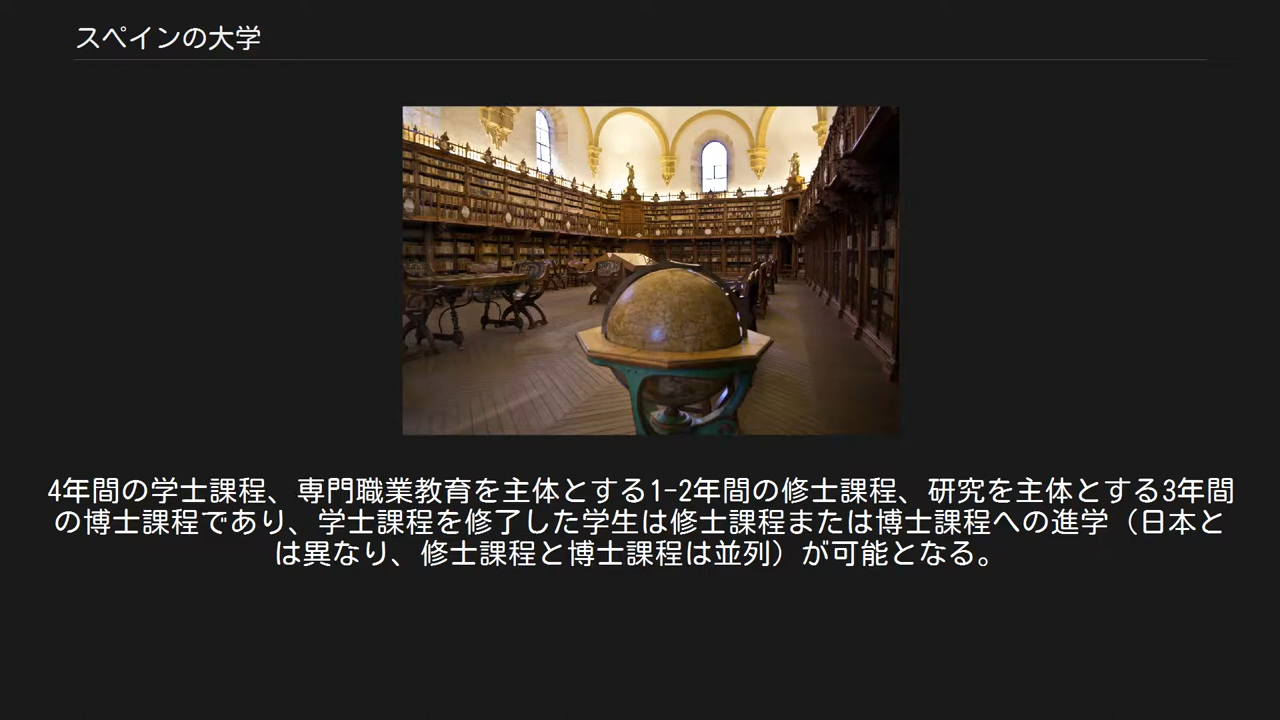 スペインの大学
4年間の学士課程、専門職業教育を主体とする1-2年間の修士課程、研究を主体とする3年間
の博士課程であり、学士課程を修了した学生は修士課程または博士課程への進学（日本と
は異なり、修士課程と博士課程は並列）が可能となる。